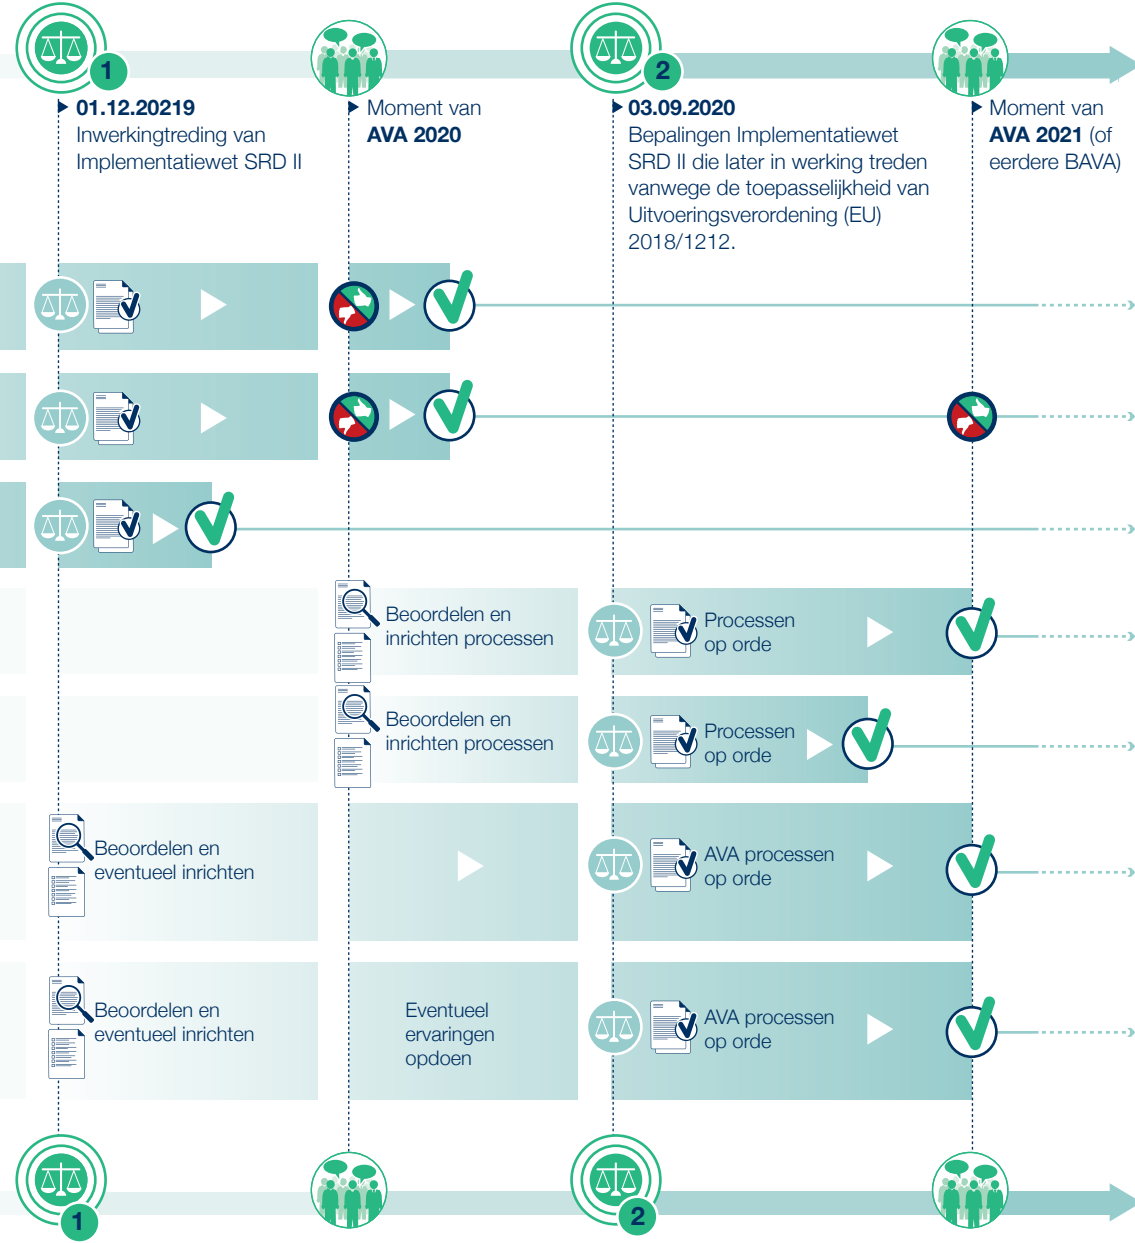 1
2
01.12.20219
Inwerkingtreding van
Implementatiewet SRD II
Moment van
AVA 2020
03.09.2020
Bepalingen Implementatiewet
SRD II die later in werking treden
vanwege de toepasselijkheid van
Uitvoeringsverordening (EU)
2018/1212.
Moment van
AVA 2021 (of
eerdere BAVA)
Beoordelen en
inrichten processen
Processen
op orde
Beoordelen en
inrichten processen
Processen
op orde
Beoordelen en
eventueel inrichten
AVA processen
op orde
Beoordelen en
eventueel inrichten
Eventueel
ervaringen
opdoen
AVA processen
op orde
1
2